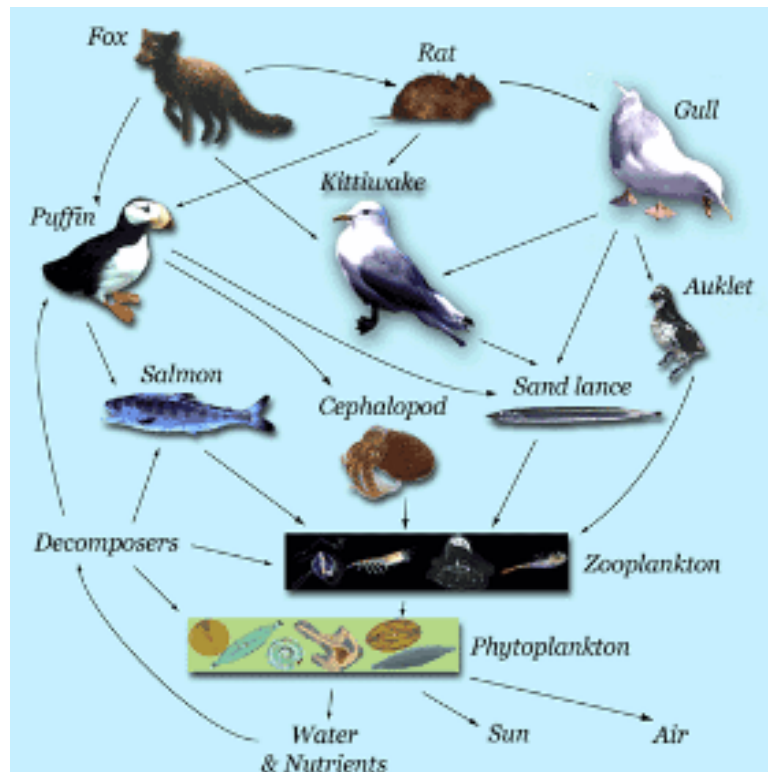 Fox
Rat
Gull
Kittiwake
Puffin
Auklet
Salmon
Sand lance
Cephalopod
Decomposers
Zooplankton
Phytoplankton
Water
& Nutrients
Sun
Air